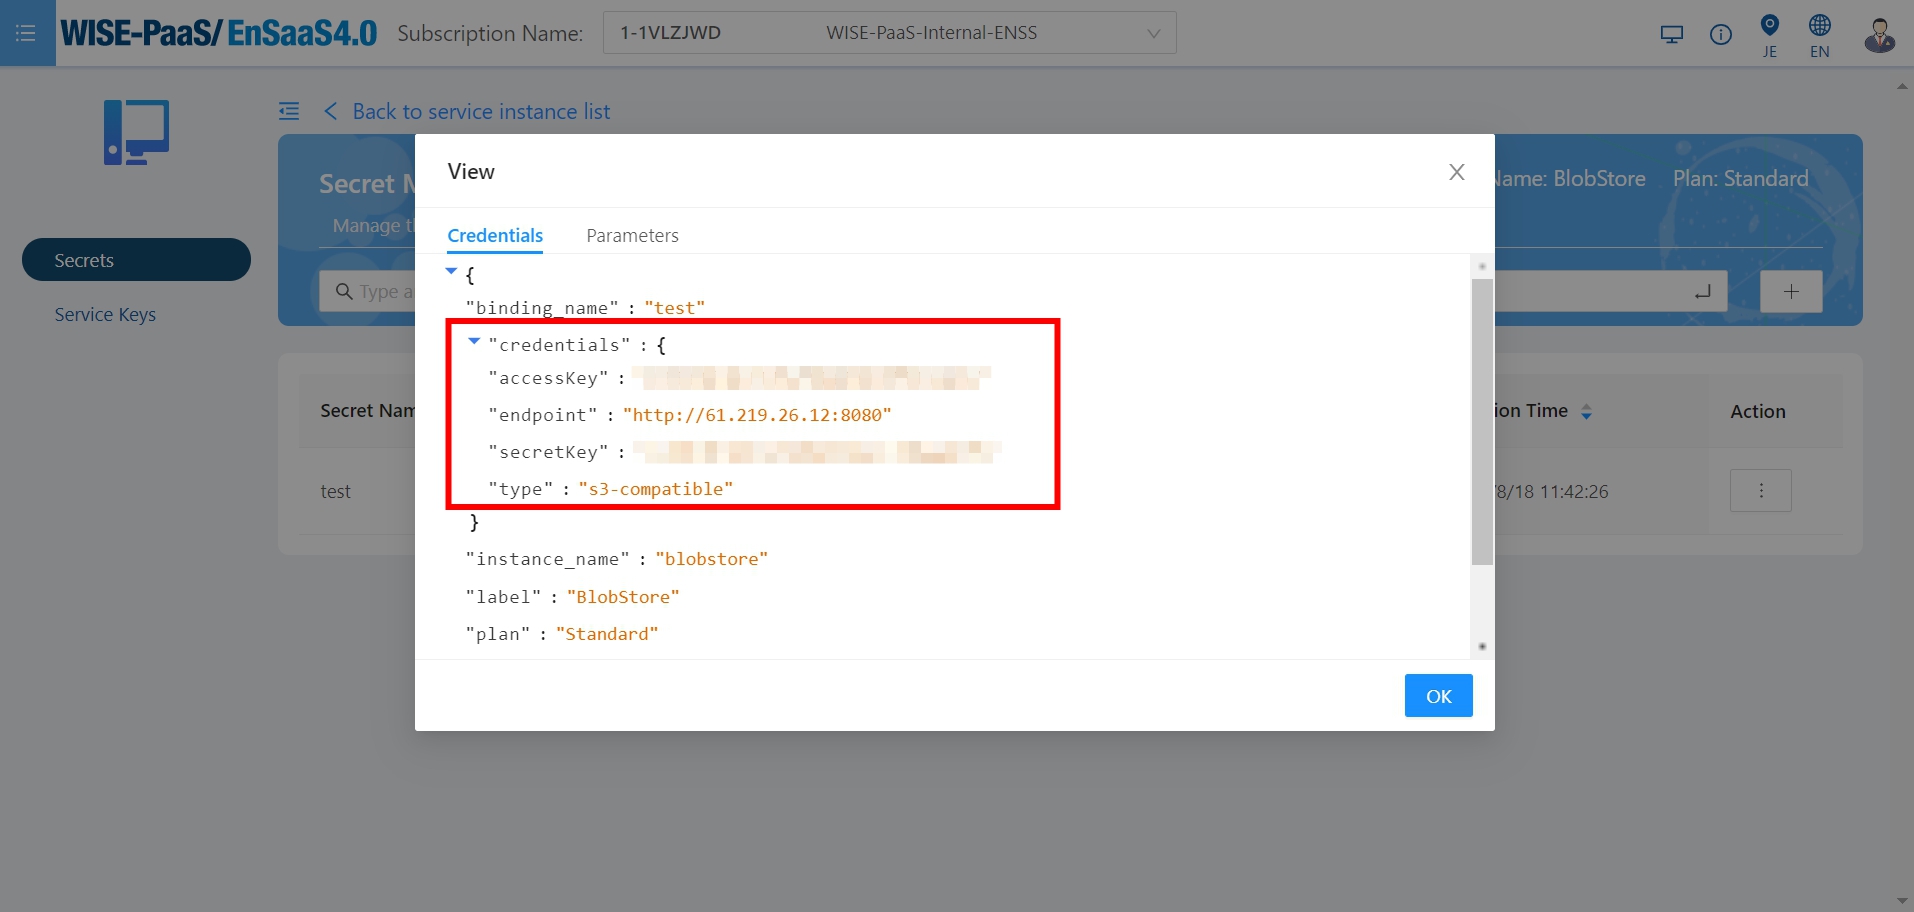 WISE-PaaS/EnSaaS4.0 Subscription Name: 1-1VLZJWD WISE-PaaS-Internal-ENSS JE EN
Back to service instance list
Secret Name: BlobStore Plan: Standard
Manage
Secrets
Service Keys
Type a
View
Credentials Parameters
{
"binding_name" : "test"
"credentials" : {
"accessKey" :
"endpoint" : "http://61.219.26.12:8080"
"secretKey" :
"type" : "s3-compatible"
}
"instance_name" : "blobstore"
"label" : "BlobStore"
"plan" : "Standard"
OK
Secret Nam ion Time Action
test /8/18 11:42:26